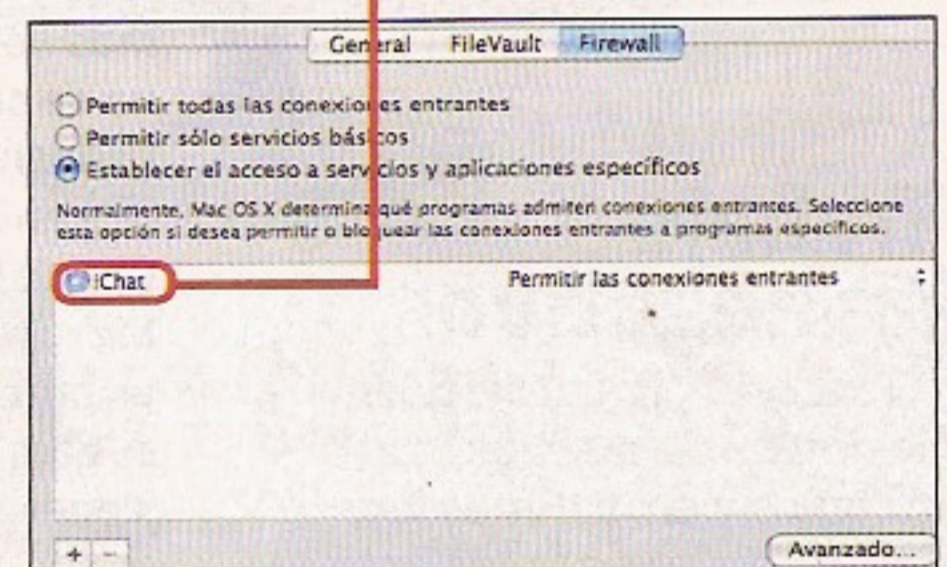 General FileVault Firewall
Permitir todas las conexiones entrantes
Permitir sólo servicios básicos
Establecer el acceso a servicios y aplicaciones específicos
Normalmente, Mac OS X determina qué programas admiten conexiones entrantes. Seleccione
esta opción si desea permitir o bloquear las conexiones entrantes a programas específicos.
iChat Permitir las conexiones entrantes
+ -
Avanzado...